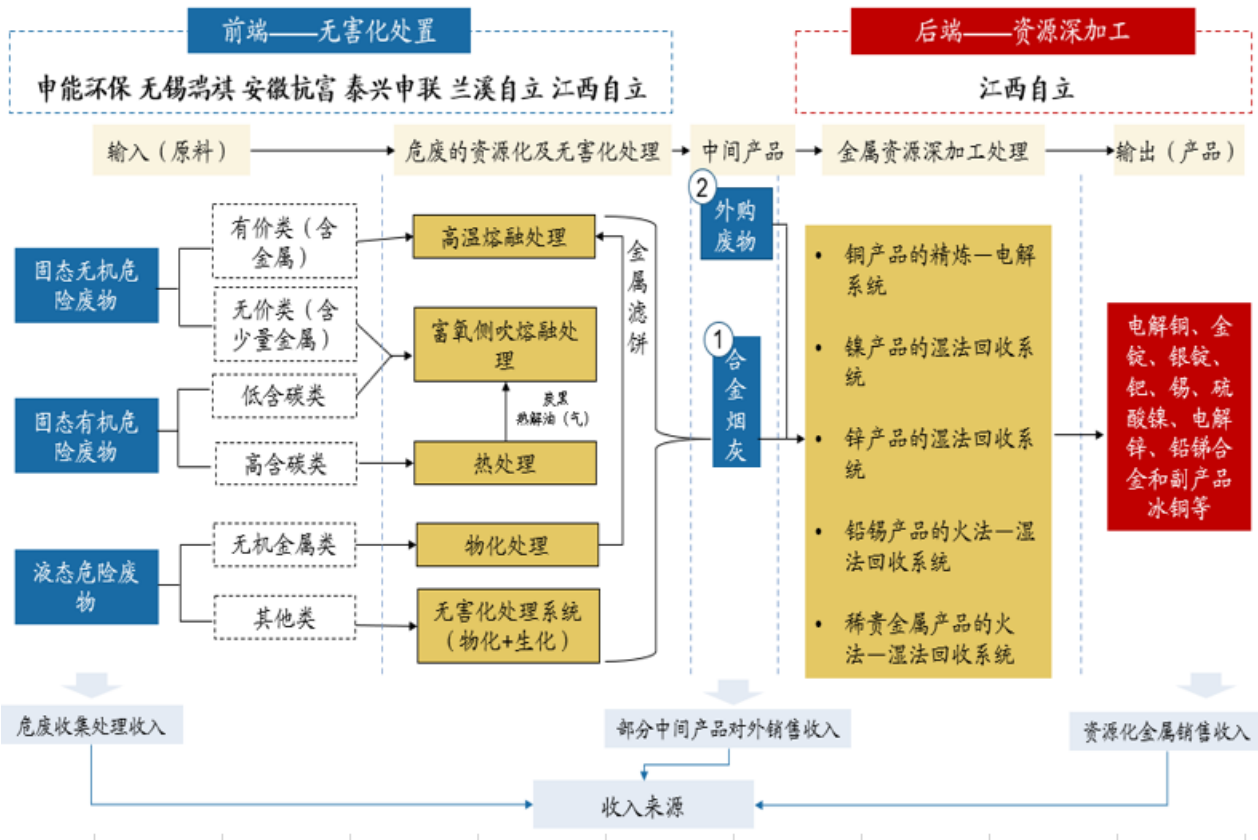 前端——无害化处置
后端——资源深加工
申能环保 无锡瑞祺 安徽杭富 泰兴申联 兰溪自立 江西自立
江西自立
输入（原料）
危废的资源化及无害化处理
中间产品
金属资源深加工处理
输出（产品）
固态无机危
险废物
有价类（含
金属）
无价类（含
少量金属）
固态有机危
险废物
低含碳类
高含碳类
液态危险废
物
无机金属类
其他类
高温熔融处理
富氧侧吹熔融处
理
炭黑
热解油（气）
热处理
物化处理
无害化处理系统
（物化+生化）
金属滤饼
2
外购
废物
1
合金烟灰
• 铜产品的精炼—电解
系统
• 镍产品的湿法回收系
统
• 锌产品的湿法回收系
统
• 铅锡产品的火法—湿
法回收系统
• 稀贵金属产品的火
法—湿法回收系统
电解铜、金
锭、银锭、
钯、锡、硫
酸镍、电解
锌、铅锑合
金和副产品
冰铜等
危废收集处理收入
部分中间产品对外销售收入
资源化金属销售收入
收入来源